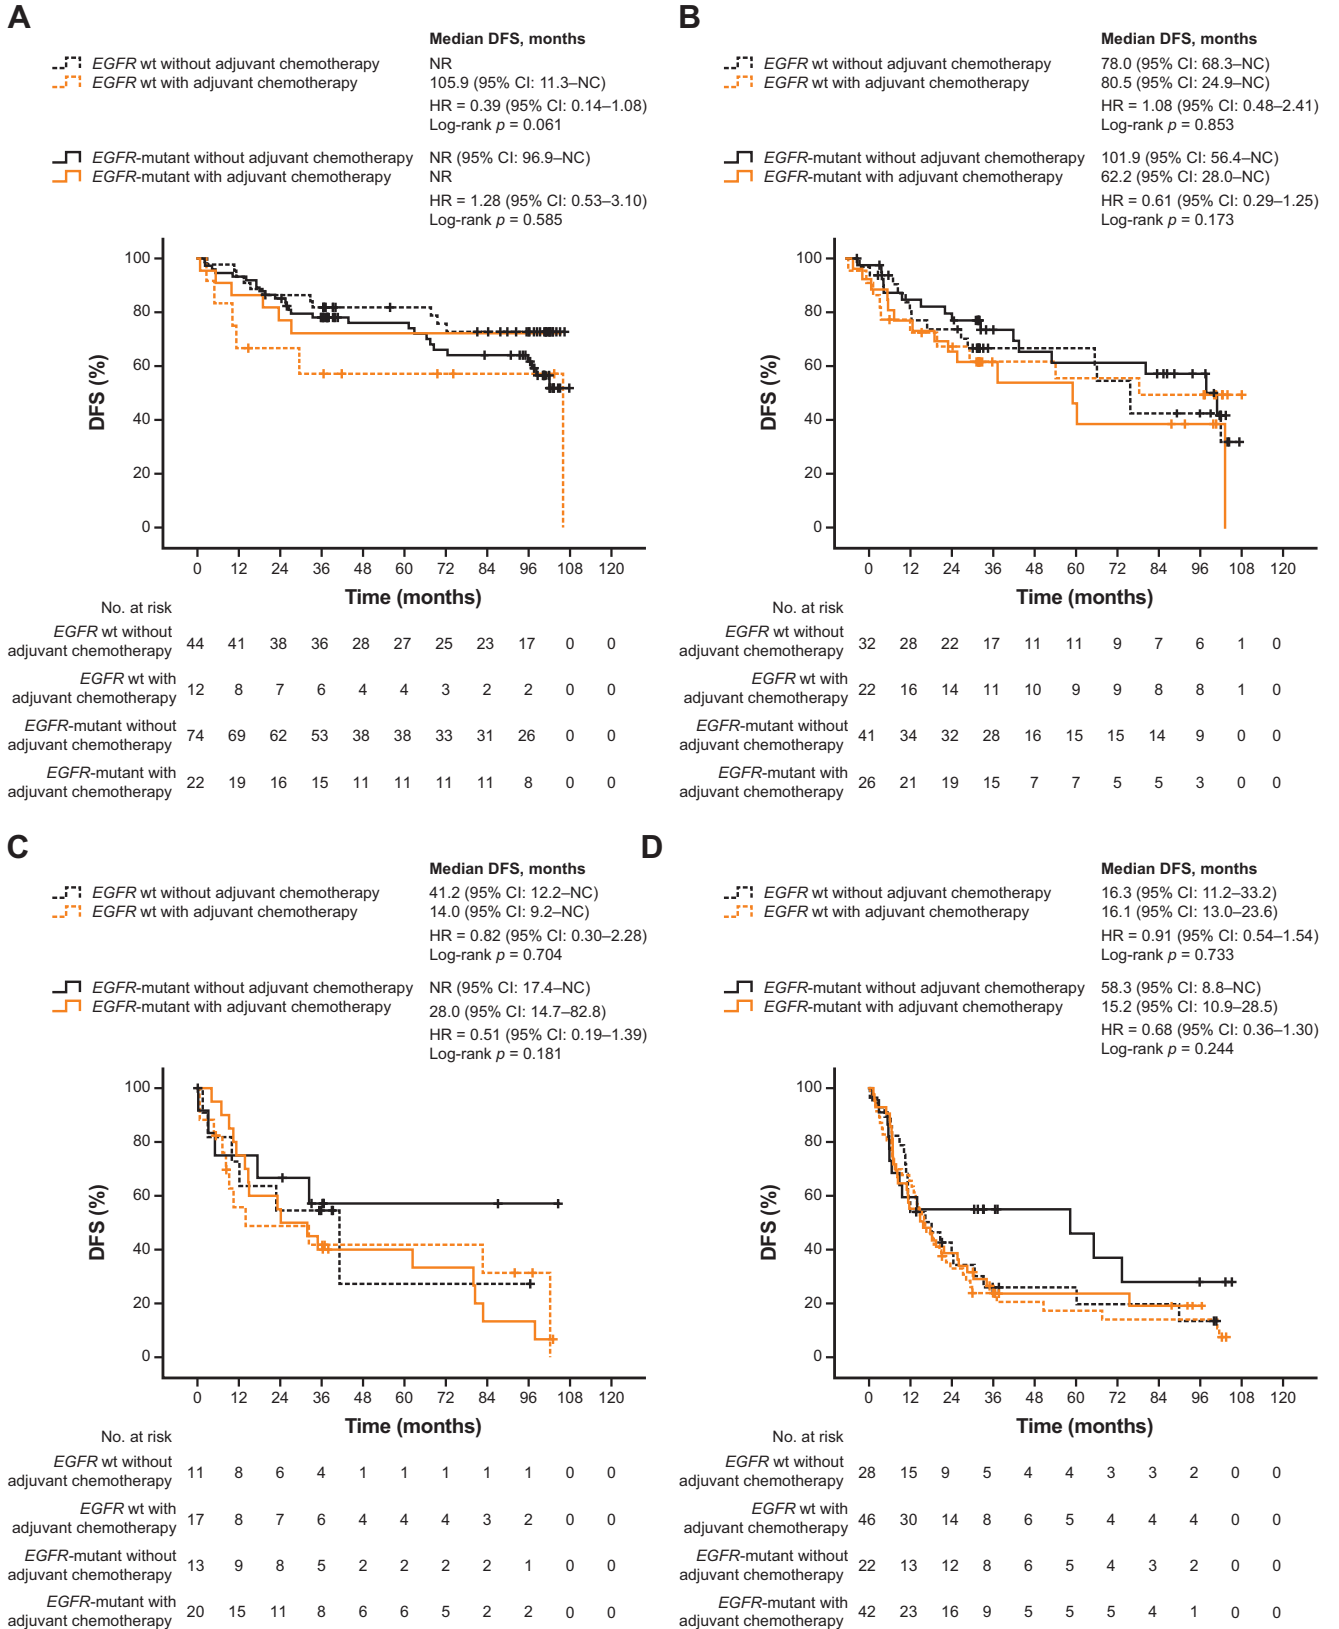 A
Median DFS, months
EGFR wt without adjuvant chemotherapy NR
EGFR wt with adjuvant chemotherapy 105.9 (95% CI: 11.3–NC)
HR = 0.39 (95% CI: 0.14–1.08)
Log-rank p = 0.061
EGFR-mutant without adjuvant chemotherapy NR (95% CI: 96.9–NC)
EGFR-mutant with adjuvant chemotherapy NR
HR = 1.28 (95% CI: 0.53–3.10)
Log-rank p = 0.585
DFS (%)
100
80
60
40
20
0
0 12 24 36 48 60 72 84 96 108 120
Time (months)
No. at risk
EGFR wt without
adjuvant chemotherapy 44 41 38 36 28 27 25 23 17 0 0
EGFR wt with
adjuvant chemotherapy 12 8 7 6 4 4 3 2 2 0 0
EGFR-mutant without
adjuvant chemotherapy 74 69 62 53 38 38 33 31 26 0 0
EGFR-mutant with
adjuvant chemotherapy 22 19 16 15 11 11 11 11 8 0 0
B
Median DFS, months
EGFR wt without adjuvant chemotherapy 78.0 (95% CI: 68.3–NC)
EGFR wt with adjuvant chemotherapy 80.5 (95% CI: 24.9–NC)
HR = 1.08 (95% CI: 0.48–2.41)
Log-rank p = 0.853
EGFR-mutant without adjuvant chemotherapy 101.9 (95% CI: 56.4–NC)
EGFR-mutant with adjuvant chemotherapy 62.2 (95% CI: 28.0–NC)
HR = 0.61 (95% CI: 0.29–1.25)
Log-rank p = 0.173
DFS (%)
100
80
60
40
20
0
0 12 24 36 48 60 72 84 96 108 120
Time (months)
No. at risk
EGFR wt without
adjuvant chemotherapy 32 28 22 17 11 11 9 7 6 1 0
EGFR wt with
adjuvant chemotherapy 22 16 14 11 10 9 9 8 8 1 0
EGFR-mutant without
adjuvant chemotherapy 41 34 32 28 16 15 15 14 9 0 0
EGFR-mutant with
adjuvant chemotherapy 26 21 19 15 7 7 5 5 3 0 0
C
Median DFS, months
EGFR wt without adjuvant chemotherapy 41.2 (95% CI: 12.2–NC)
EGFR wt with adjuvant chemotherapy 14.0 (95% CI: 9.2–NC)
HR = 0.82 (95% CI: 0.30–2.28)
Log-rank p = 0.704
EGFR-mutant without adjuvant chemotherapy NR (95% CI: 17.4–NC)
EGFR-mutant with adjuvant chemotherapy 28.0 (95% CI: 14.7–82.8)
HR = 0.51 (95% CI: 0.19–1.39)
Log-rank p = 0.181
DFS (%)
100
80
60
40
20
0
0 12 24 36 48 60 72 84 96 108 120
Time (months)
No. at risk
EGFR wt without
adjuvant chemotherapy 11 8 6 4 1 1 1 1 1 0 0
EGFR wt with
adjuvant chemotherapy 17 8 7 6 4 4 4 3 2 0 0
EGFR-mutant without
adjuvant chemotherapy 13 9 8 5 2 2 2 2 1 0 0
EGFR-mutant with
adjuvant chemotherapy 20 15 11 8 6 6 5 2 2 0 0
D
Median DFS, months
EGFR wt without adjuvant chemotherapy 16.3 (95% CI: 11.2–33.2)
EGFR wt with adjuvant chemotherapy 16.1 (95% CI: 13.0–23.6)
HR = 0.91 (95% CI: 0.54–1.54)
Log-rank p = 0.733
EGFR-mutant without adjuvant chemotherapy 58.3 (95% CI: 8.8–NC)
EGFR-mutant with adjuvant chemotherapy 15.2 (95% CI: 10.9–28.5)
HR = 0.68 (95% CI: 0.36–1.30)
Log-rank p = 0.244
DFS (%)
100
80
60
40
20
0
0 12 24 36 48 60 72 84 96 108 120
Time (months)
No. at risk
EGFR wt without
adjuvant chemotherapy 28 15 9 5 4 4 3 3 2 0 0
EGFR wt with
adjuvant chemotherapy 46 30 14 8 6 5 4 4 4 0 0
EGFR-mutant without
adjuvant chemotherapy 22 13 12 8 6 5 4 3 2 0 0
EGFR-mutant with
adjuvant chemotherapy 42 23 16 9 5 5 5 4 1 0 0